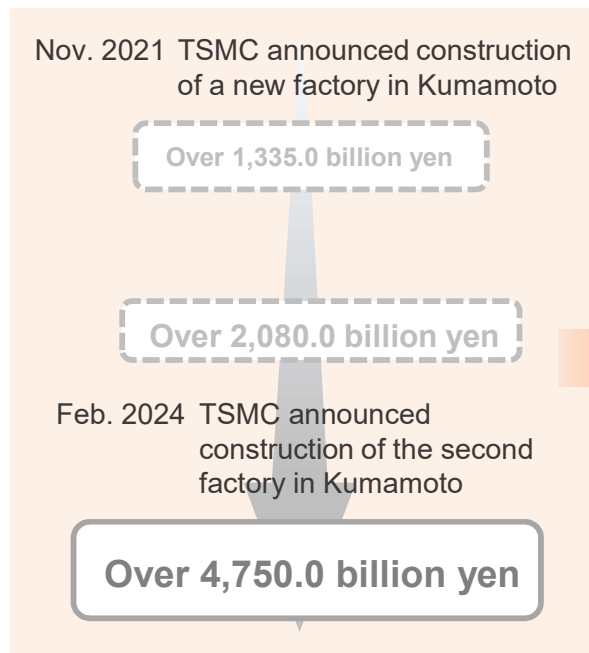 Nov. 2021 TSMC announced construction
of a new factory in Kumamoto
Over 1,335.0 billion yen
Over 2,080.0 billion yen
Feb. 2024 TSMC announced
construction of the second
factory in Kumamoto
Over 4,750.0 billion yen